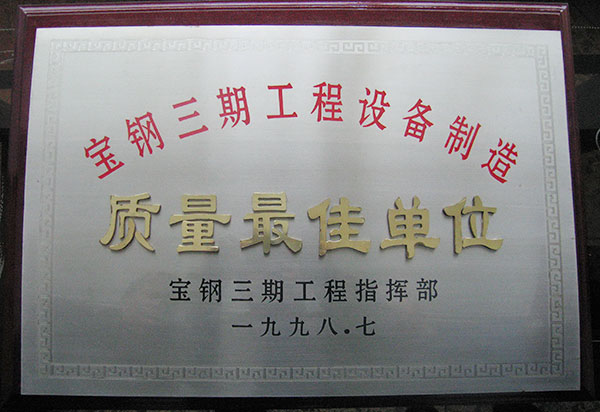 宝钢三期工程设备制造
质量最佳单位
宝钢三期工程指挥部
一九九八.七